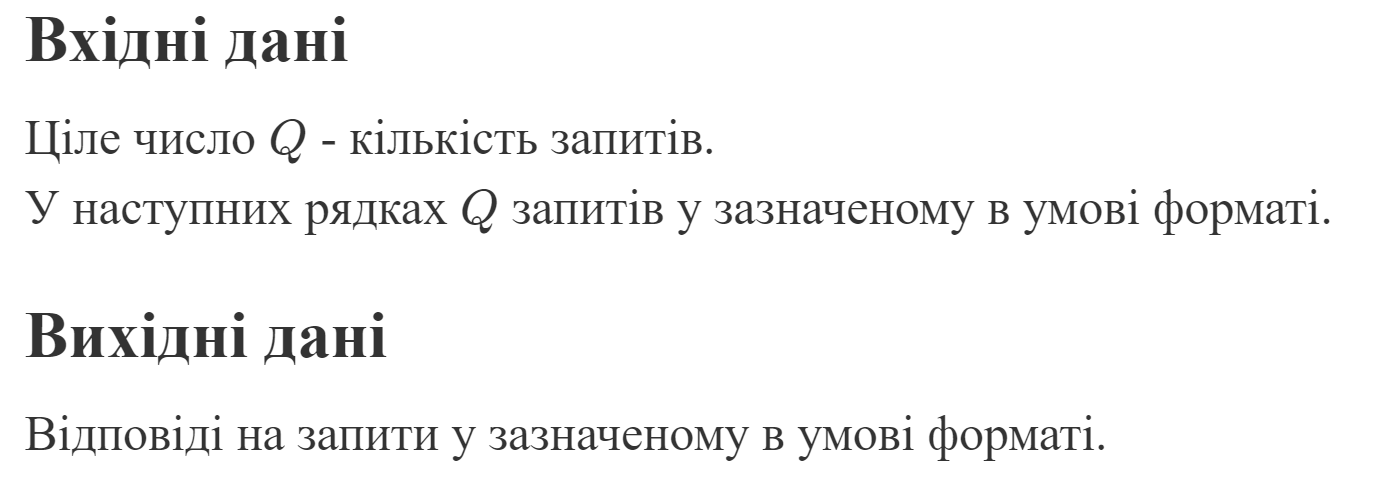 Вхідні дані
Ціле число Q - кількість запитів.
У наступних рядках Q запитів у зазначеному в умові форматі.
Вихідні дані
Відповіді на запити у зазначеному в умові форматі.